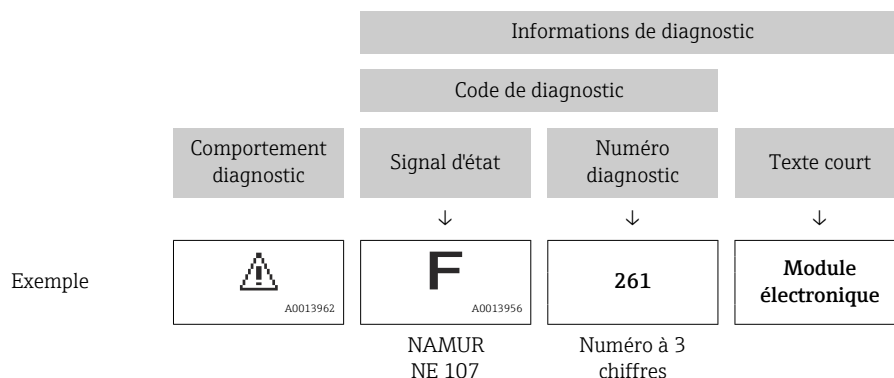 Informations de diagnostic
Code de diagnostic
Comportement
diagnostic
Signal d'état
Numéro
diagnostic
Texte court
↓ ↓ ↓
Exemple
A0013962
F
A0013956
261
Module
électronique
NAMUR
NE 107
Numéro à 3
chiffres